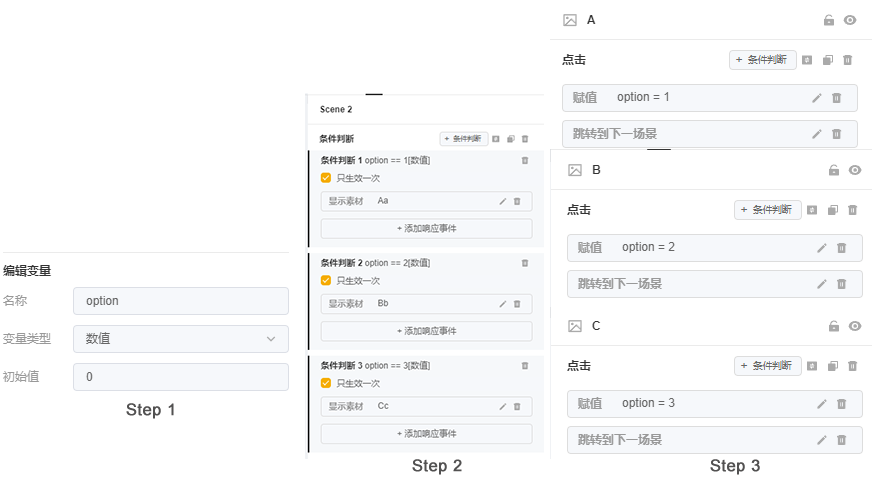 编辑变量
名称 option
变量类型 数值
初始值 0
Step 1
Scene 2
条件判断 + 条件判断
条件判断 1 option == 1[数值]
只生效一次
显示素材 Aa
+ 添加响应事件
条件判断 2 option == 2[数值]
只生效一次
显示素材 Bb
+ 添加响应事件
条件判断 3 option == 3[数值]
只生效一次
显示素材 Cc
+ 添加响应事件
Step 2
A
点击 + 条件判断
赋值 option = 1
跳转到下一场景
B
点击 + 条件判断
赋值 option = 2
跳转到下一场景
C
点击 + 条件判断
赋值 option = 3
跳转到下一场景
Step 3